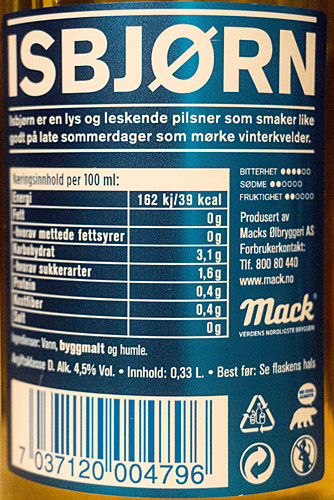 ISBJØRN
Isbjørn er en lys og leskende pilsner som smaker like
godt på late sommerdager som mørke vinterkvelder.
Næringsinnhold per 100 ml:
Energi 162 kj/39 kcal
Fett 0g
-hvorav mettede fettsyrer 0g
Karbohydrat 3,1g
-hvorav sukkerarter 1,6g
Protein 0,4g
Kostfiber 0,4g
Salt 0g
Ingredienser: Vann, byggmalt og humle.
Avgiftsklasse D. Alk. 4,5% Vol. • Innhold: 0,33 L. • Best før: Se flaskens hals
BITTERHET
SØDME
FRUKTIGHET
Produsert av
Macks Ølbryggeri AS
Forbrukerkontakt:
Tlf. 800 80 440
www.mack.no
Mack®
VERDENS NORDLIGSTE BRYGGERI
7 037120 004796